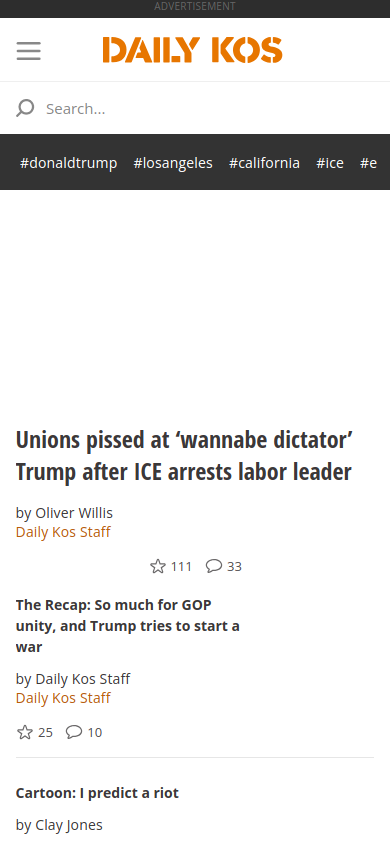 ADVERTISEMENT
DAILY KOS
Search...
#donaldtrump #losangeles #california #ice #e
Unions pissed at ‘wannabe dictator’
Trump after ICE arrests labor leader
by Oliver Willis
Daily Kos Staff
111 33
The Recap: So much for GOP
unity, and Trump tries to start a
war
by Daily Kos Staff
Daily Kos Staff
25 10
Cartoon: I predict a riot
by Clay Jones